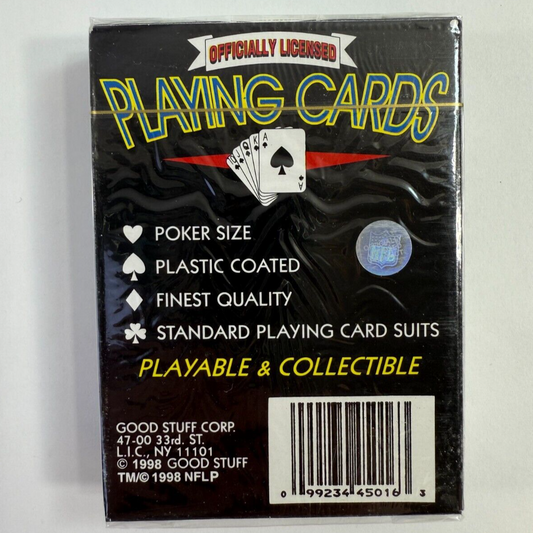 OFFICIALLY LICENSED
PLAYING CARDS
POKER SIZE
PLASTIC COATED
FINEST QUALITY
STANDARD PLAYING CARD SUITS
PLAYABLE & COLLECTIBLE
GOOD STUFF CORP.
47-00 33rd. ST.
L.I.C., NY 11101
© 1998 GOOD STUFF
TM/© 1998 NFLP
0 99234 45016 3